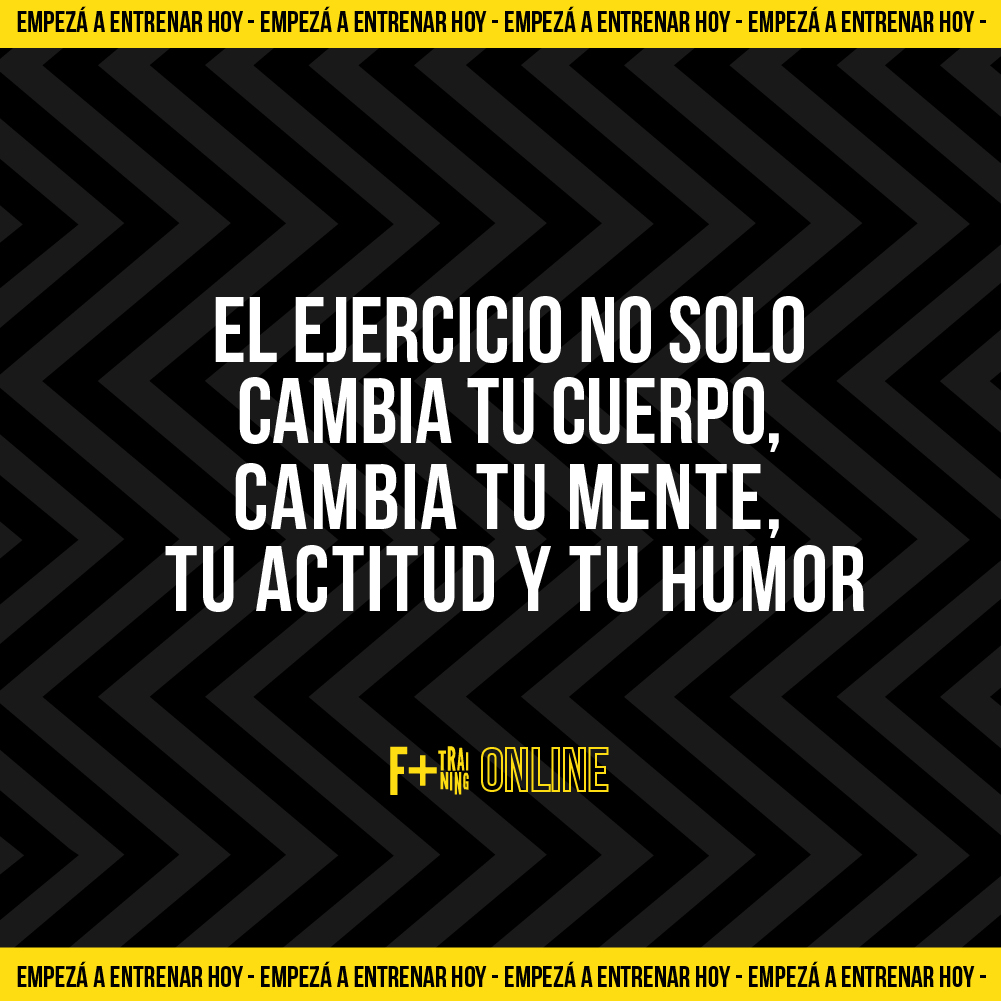 EMPEZÁ A ENTRENAR HOY - EMPEZÁ A ENTRENAR HOY - EMPEZÁ A ENTRENAR HOY - EMPEZÁ A ENTRENAR HOY -
EL EJERCICIO NO SOLO
CAMBIA TU CUERPO,
CAMBIA TU MENTE,
TU ACTITUD Y TU HUMOR
F+ TRAINING ONLINE
EMPEZÁ A ENTRENAR HOY - EMPEZÁ A ENTRENAR HOY - EMPEZÁ A ENTRENAR HOY - EMPEZÁ A ENTRENAR HOY -